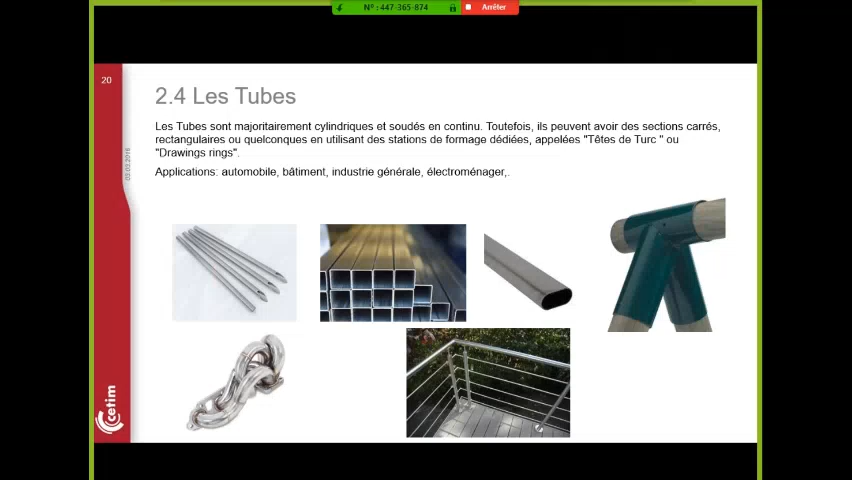 N° : 447-365-874
Arrêter
20
2.4 Les Tubes
Les Tubes sont majoritairement cylindriques et soudés en continu. Toutefois, ils peuvent avoir des sections carrés,
rectangulaires ou quelconques en utilisant des stations de formage dédiées, appelées "Têtes de Turc " ou
"Drawings rings".
Applications: automobile, bâtiment, industrie générale, électroménager,.
cetim